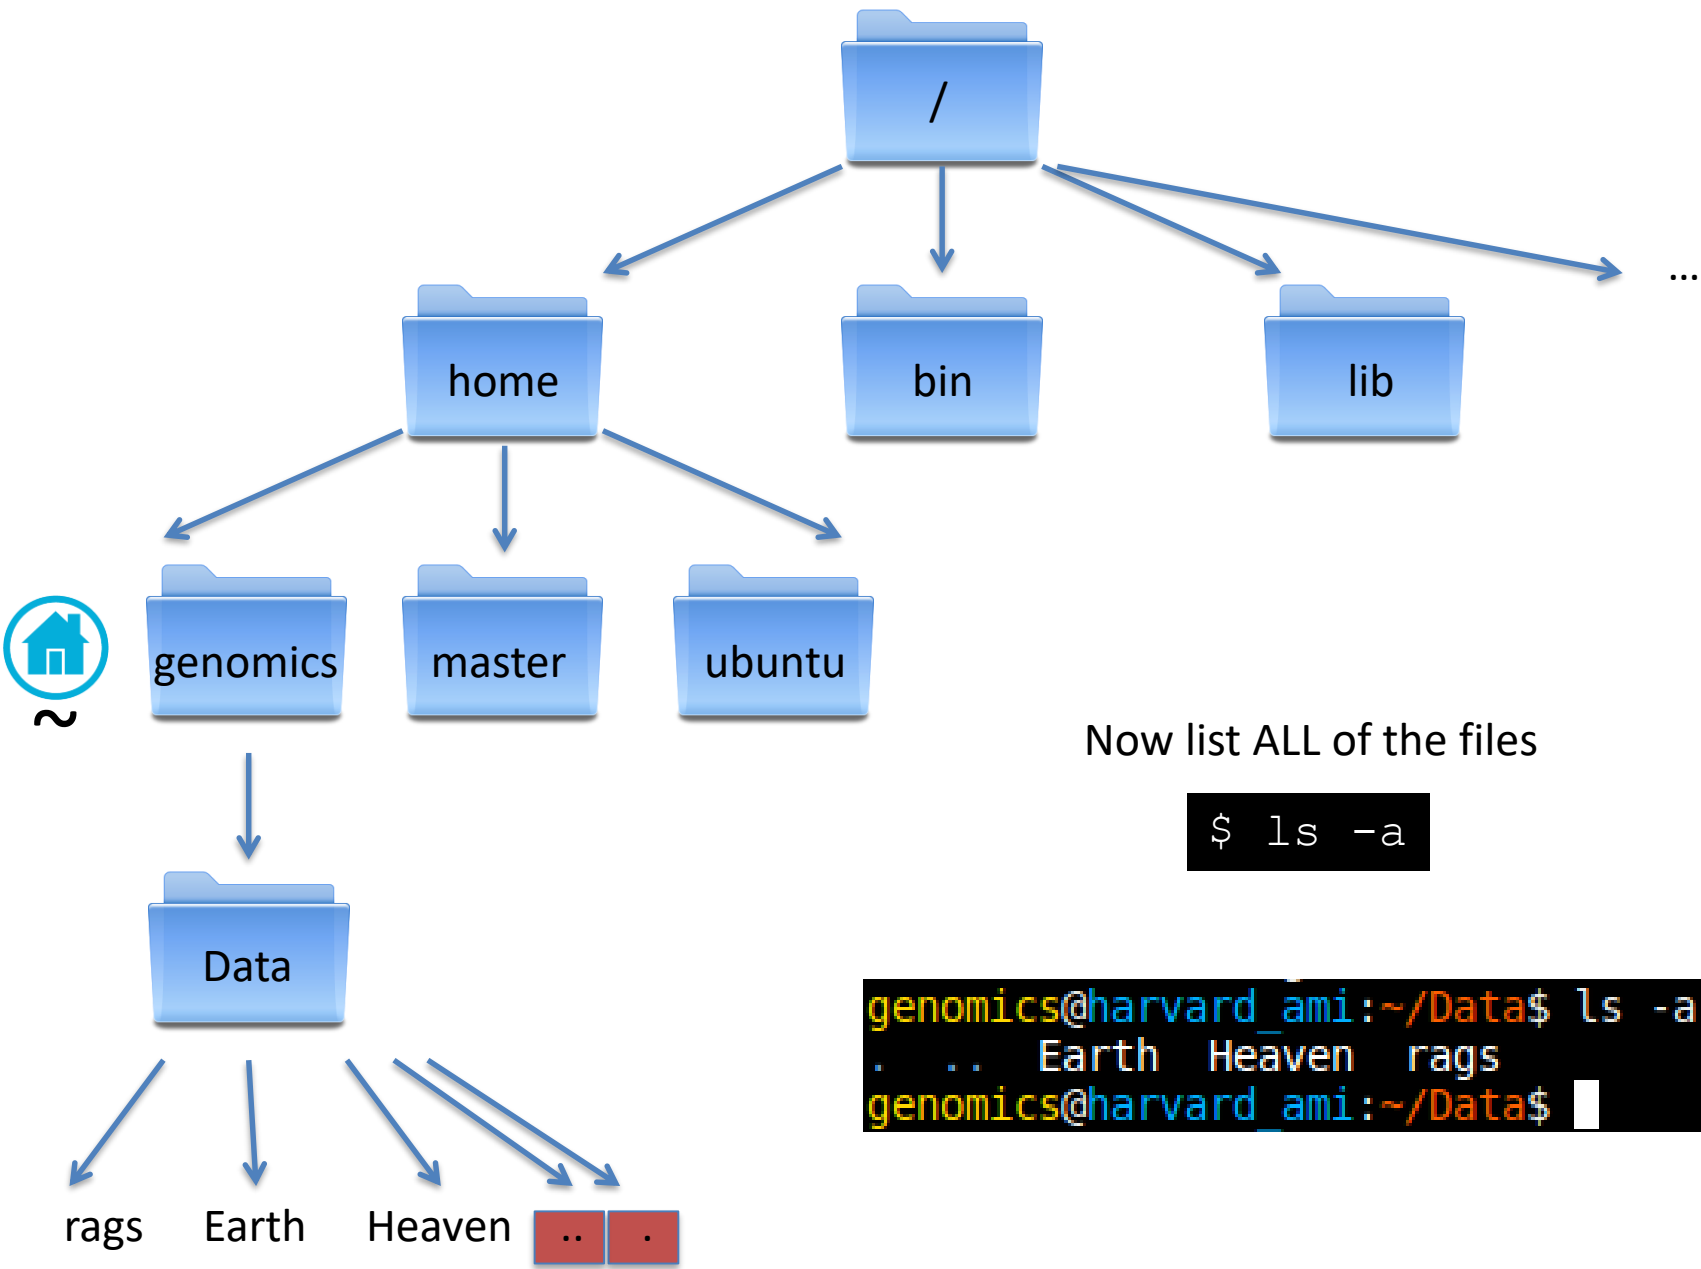 /
...
home
bin
lib
genomics
master
ubuntu
~
Now list ALL of the files
$ ls -a
Data
genomics@harvard_ami:~/Data$ ls -a
. .. Earth Heaven rags
genomics@harvard_ami:~/Data$
rags Earth Heaven .. .